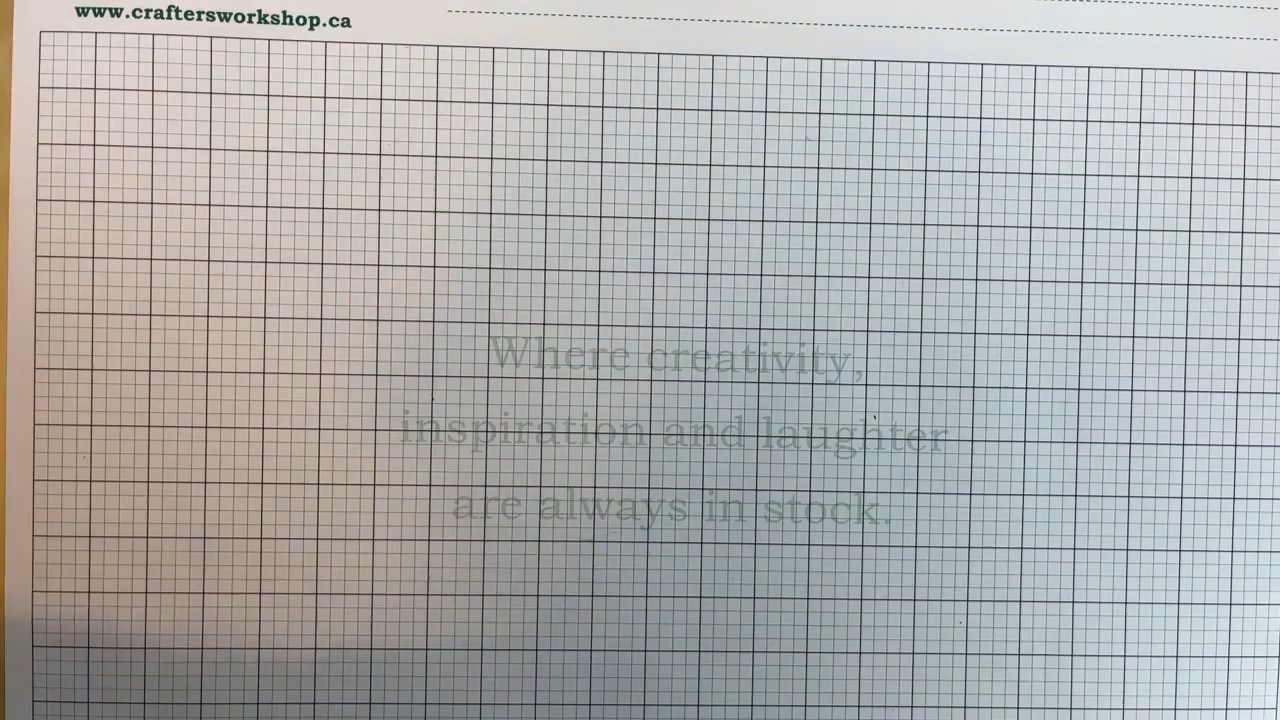 www.craftersworkshop.ca
Where creativity,
inspiration and laughter
are always in stock.